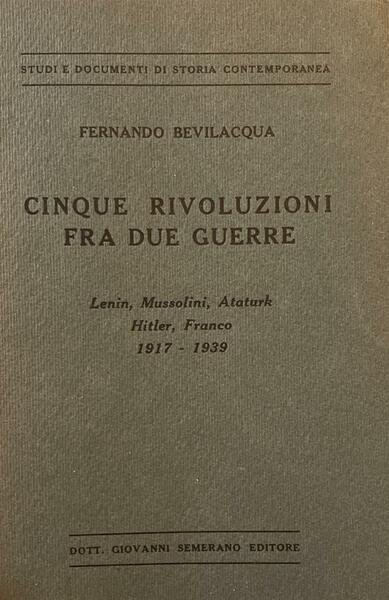 STUDI E DOCUMENTI DI STORIA CONTEMPORANEA
FERNANDO BEVILACQUA
CINQUE RIVOLUZIONI
FRA DUE GUERRE
Lenin, Mussolini, Ataturk
Hitler, Franco
1917 - 1939
DOTT. GIOVANNI SEMERANO EDITORE